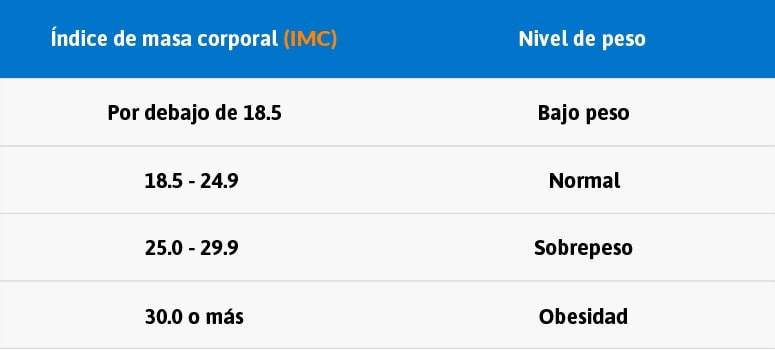 Índice de masa corporal (IMC) Nivel de peso
Por debajo de 18.5 Bajo peso
18.5 - 24.9 Normal
25.0 - 29.9 Sobrepeso
30.0 o más Obesidad